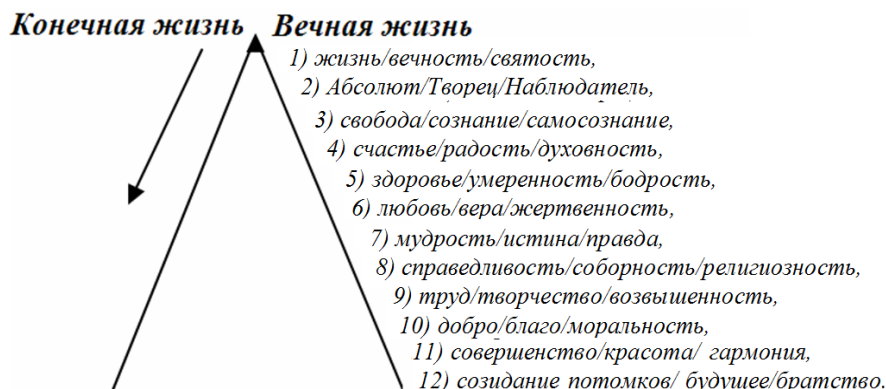 Конечная жизнь Вечная жизнь
1) жизнь/вечность/святость,
2) Абсолют/Творец/Наблюдатель,
3) свобода/сознание/самосознание,
4) счастье/радость/духовность,
5) здоровье/умеренность/бодрость,
6) любовь/вера/жертвенность,
7) мудрость/истина/правда,
8) справедливость/соборность/религиозность,
9) труд/творчество/возвышенность,
10) добро/благо/моральность,
11) совершенство/красота/ гармония,
12) созидание потомков/ будущее/братство.